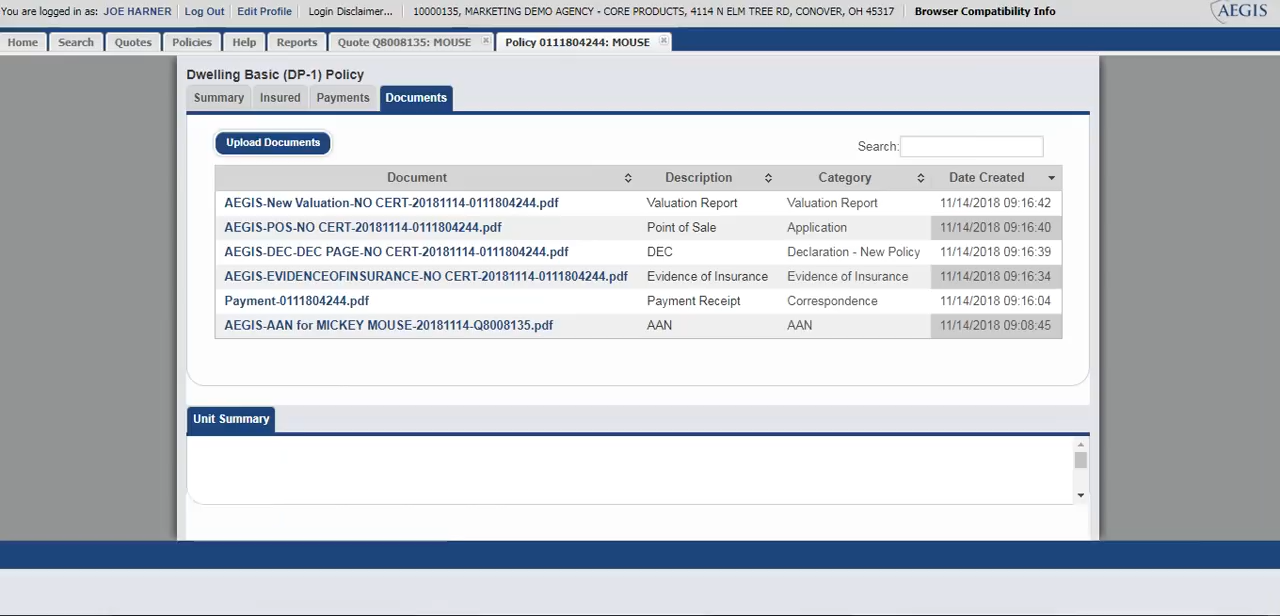 You are logged in as: JOE HARNER Log Out Edit Profile Login Disclaimer... 10000135, MARKETING DEMO AGENCY - CORE PRODUCTS, 4114 N ELM TREE RD, CONOVER, OH 45317 Browser Compatibility Info AEGIS
Home Search Quotes Policies Help Reports Quote Q8008135: MOUSE Policy 0111804244: MOUSE
Dwelling Basic (DP-1) Policy
Summary Insured Payments Documents
Upload Documents Search:
Document Description Category Date Created
AEGIS-New Valuation-NO CERT-20181114-0111804244.pdf Valuation Report Valuation Report 11/14/2018 09:16:42
AEGIS-POS-NO CERT-20181114-0111804244.pdf Point of Sale Application 11/14/2018 09:16:40
AEGIS-DEC-DEC PAGE-NO CERT-20181114-0111804244.pdf DEC Declaration - New Policy 11/14/2018 09:16:39
AEGIS-EVIDENCEOFINSURANCE-NO CERT-20181114-0111804244.pdf Evidence of Insurance Evidence of Insurance 11/14/2018 09:16:34
Payment-0111804244.pdf Payment Receipt Correspondence 11/14/2018 09:16:04
AEGIS-AAN for MICKEY MOUSE-20181114-Q8008135.pdf AAN AAN 11/14/2018 09:08:45
Unit Summary